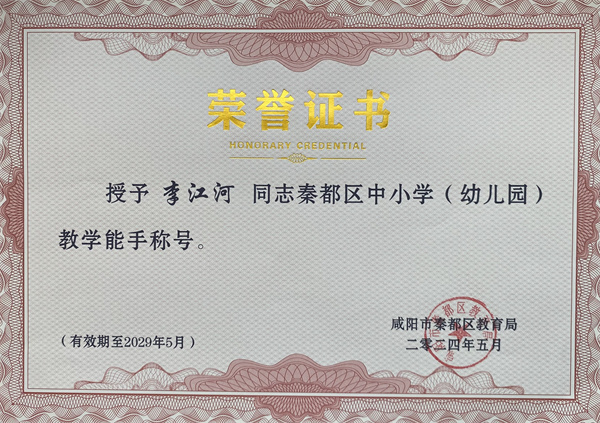 荣誉证书
HONORARY CREDENTIAL
授予 李江河 同志秦都区中小学（幼儿园）
教学能手称号。
咸阳市秦都区教育局
（有效期至2029年5月）
二〇二四年五月